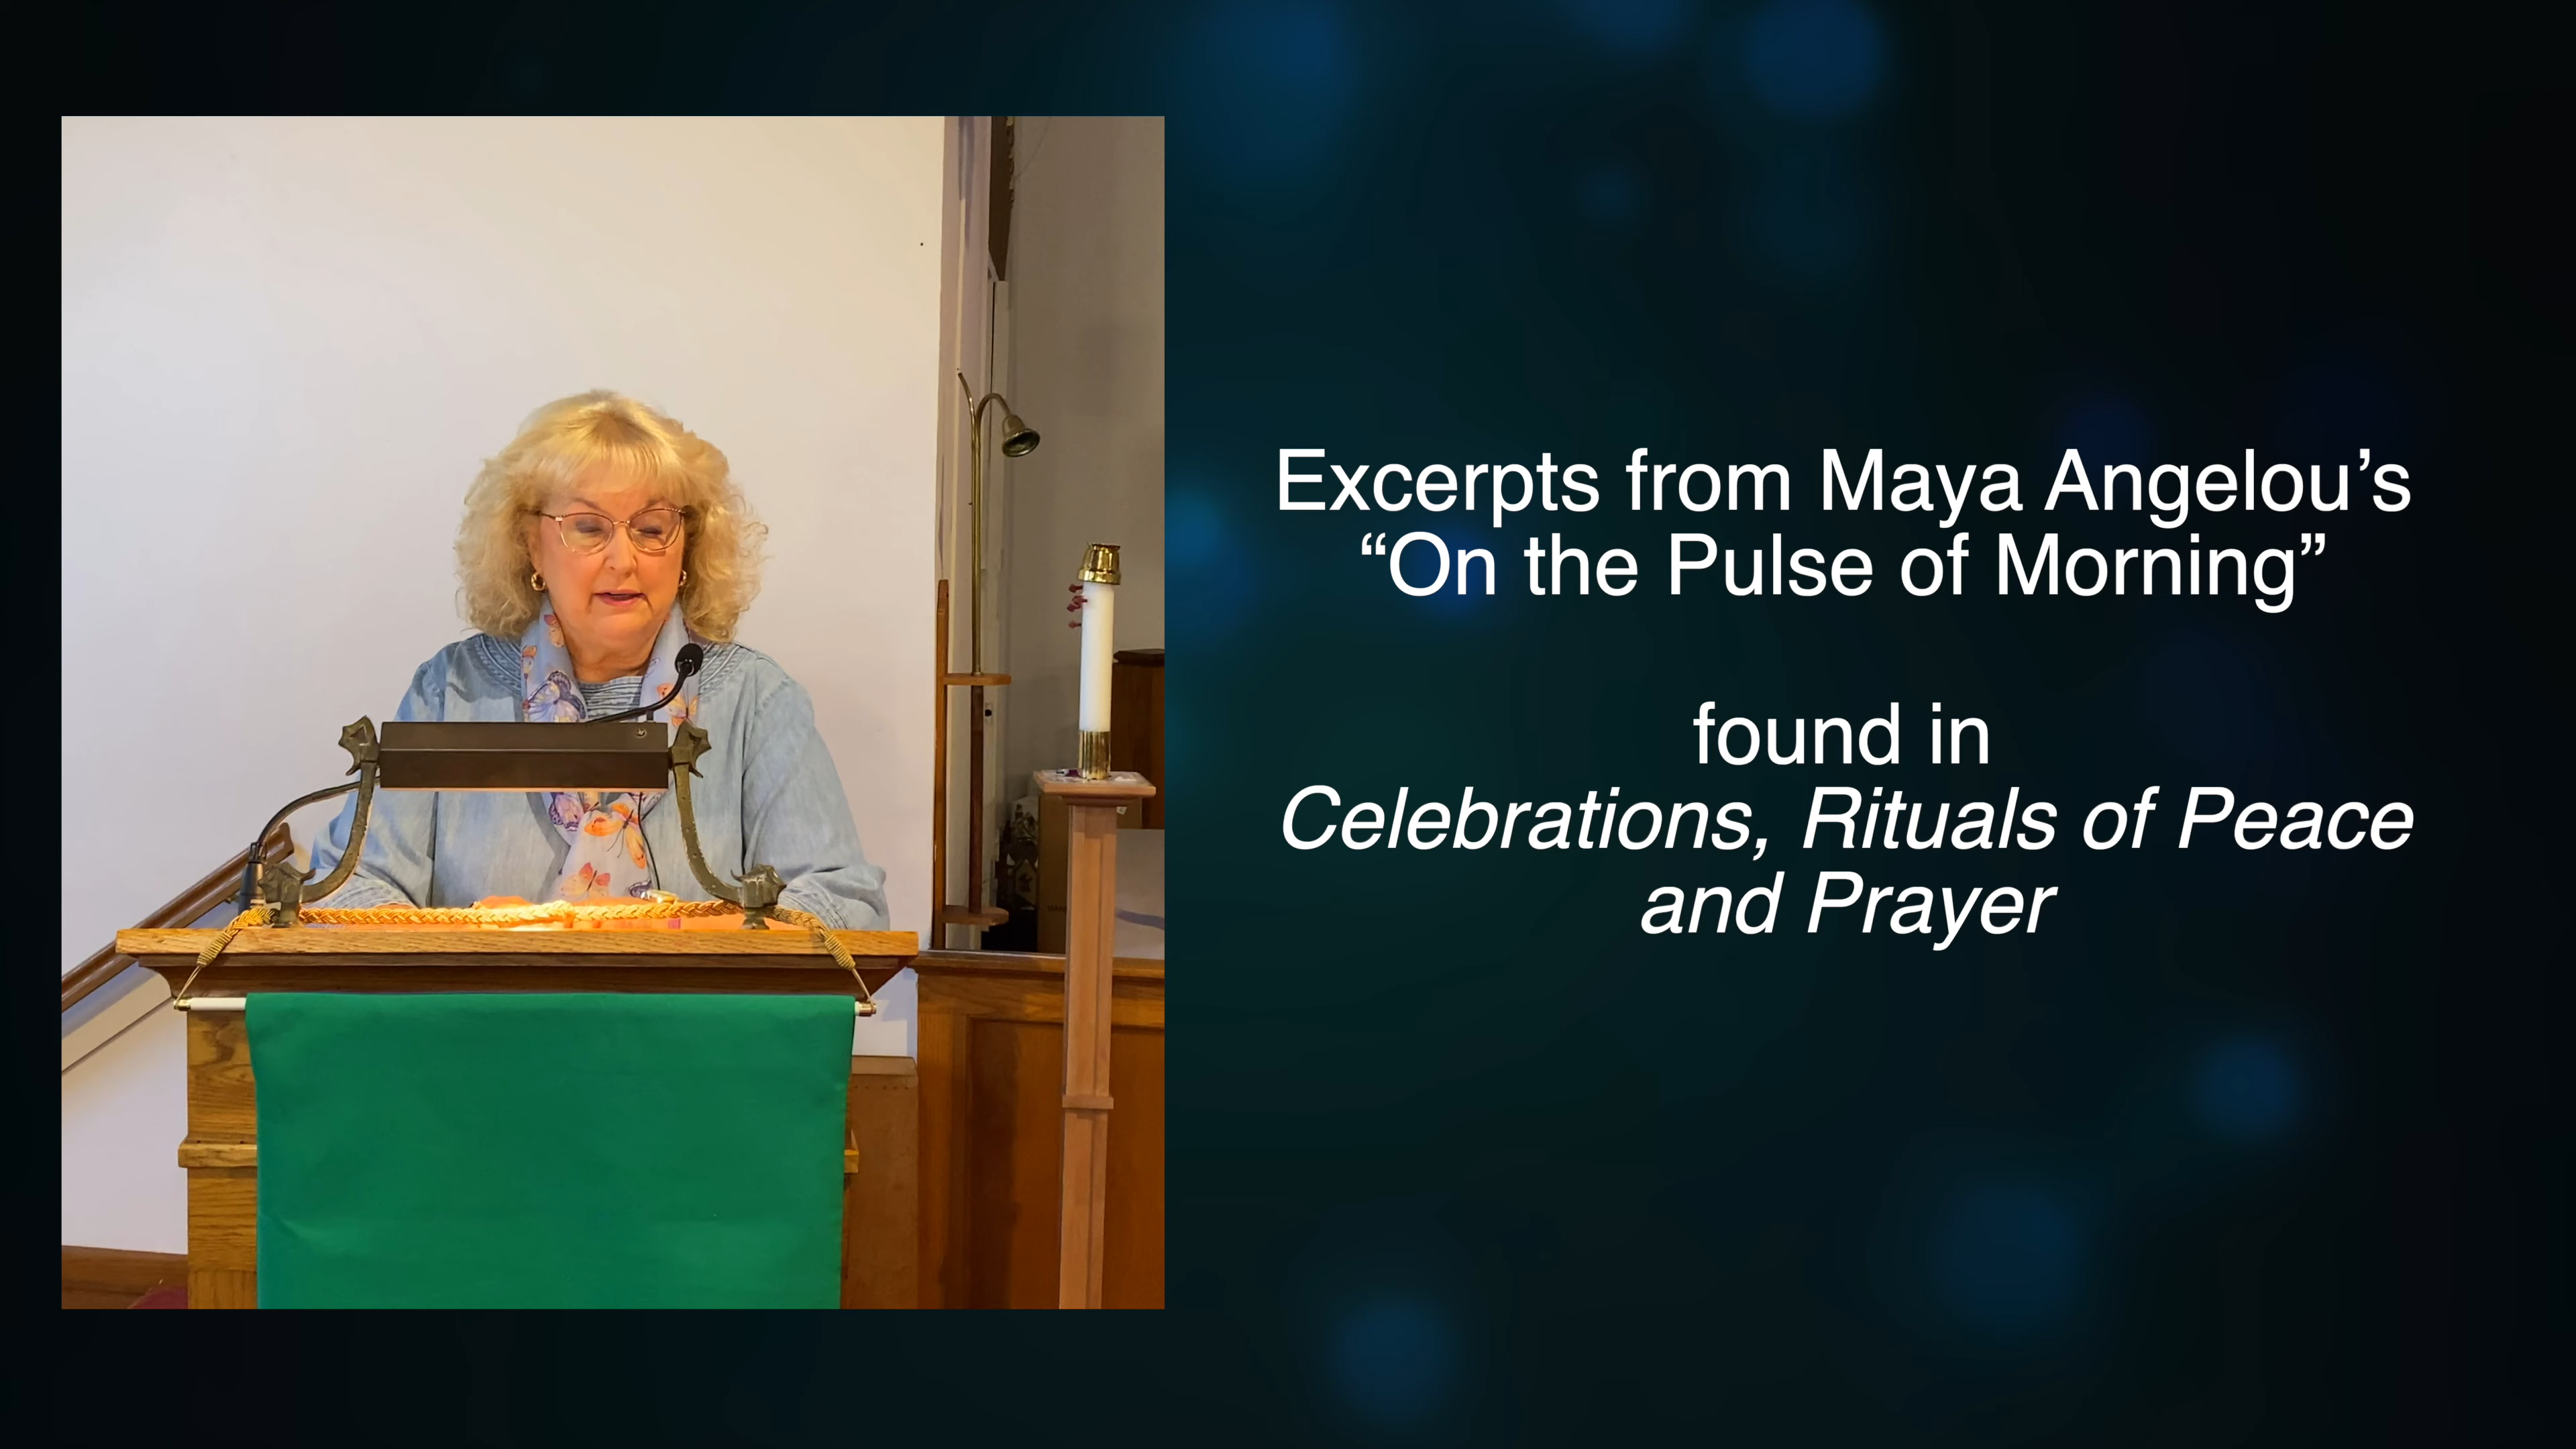 Excerpts from Maya Angelou’s
“On the Pulse of Morning”
found in
Celebrations, Rituals of Peace
and Prayer